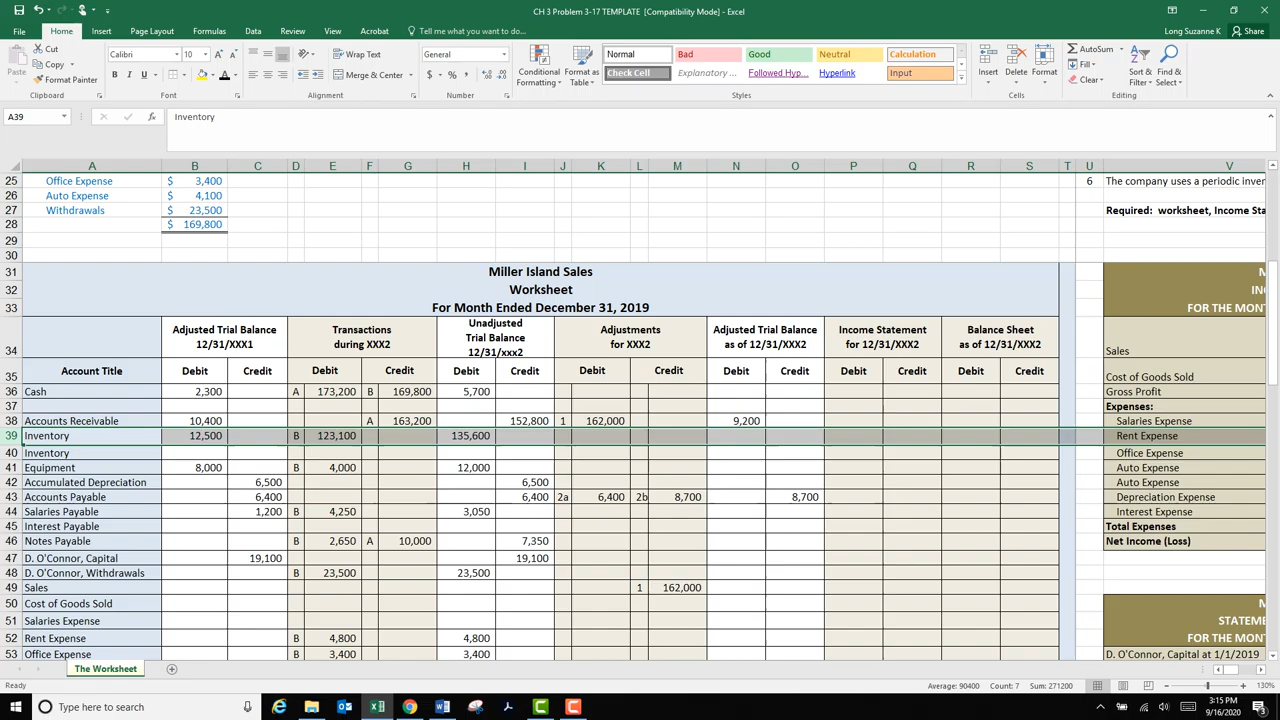 CH 3 Problem 3-17 TEMPLATE [Compatibility Mode] - Excel
File Home Insert Page Layout Formulas Data Review View Acrobat Tell me what you want to do... Long Suzanne K Share
Cut Calibri 10 Wrap Text General Normal Bad Good Neutral Calculation AutoSum
Copy Fill
Paste Format Painter B I U Merge & Center $ % Conditional Formatting Format as Table Check Cell Explanatory ... Followed Hyp... Hyperlink Input Insert Delete Format Clear Sort & Filter Find & Select
Clipboard Font Alignment Number Styles Cells Editing
A39 fx Inventory
A B C D E F G H I J K L M N O P Q R S T U V
25 Office Expense $ 3,400 6 The company uses a periodic inver
26 Auto Expense $ 4,100
27 Withdrawals $ 23,500 Required: worksheet, Income Sta
28 $ 169,800
29
30
31 Miller Island Sales M
32 Worksheet IN
33 For Month Ended December 31, 2019 FOR THE MONT
34 Adjusted Trial Balance 12/31/XXX1 Transactions during XXX2 Unadjusted Trial Balance 12/31/xxx2 Adjustments for XXX2 Adjusted Trial Balance as of 12/31/XXX2 Income Statement for 12/31/XXX2 Balance Sheet as of 12/31/XXX2 Sales
35 Account Title Debit Credit Debit Credit Debit Credit Debit Credit Debit Credit Debit Credit Debit Credit Cost of Goods Sold
36 Cash 2,300 A 173,200 B 169,800 5,700 Gross Profit
37 Expenses:
38 Accounts Receivable 10,400 A 163,200 152,800 1 162,000 9,200 Salaries Expense
39 Inventory 12,500 B 123,100 135,600 Rent Expense
40 Inventory Office Expense
41 Equipment 8,000 B 4,000 12,000 Auto Expense
42 Accumulated Depreciation 6,500 6,500 Auto Expense
43 Accounts Payable 6,400 6,400 2a 6,400 2b 8,700 8,700 Depreciation Expense
44 Salaries Payable 1,200 B 4,250 3,050 Interest Expense
45 Interest Payable Total Expenses
46 Notes Payable B 2,650 A 10,000 7,350 Net Income (Loss)
47 D. O'Connor, Capital 19,100 19,100
48 D. O'Connor, Withdrawals B 23,500 23,500
49 Sales 1 162,000
50 Cost of Goods Sold M
51 Salaries Expense STATEME
52 Rent Expense B 4,800 4,800 FOR THE MONT
53 Office Expense B 3,400 3,400 D. O'Connor, Capital at 1/1/2019
The Worksheet
Ready Average: 90400 Count: 7 Sum: 271200 130%
Type here to search 3:15 PM
9/16/2020